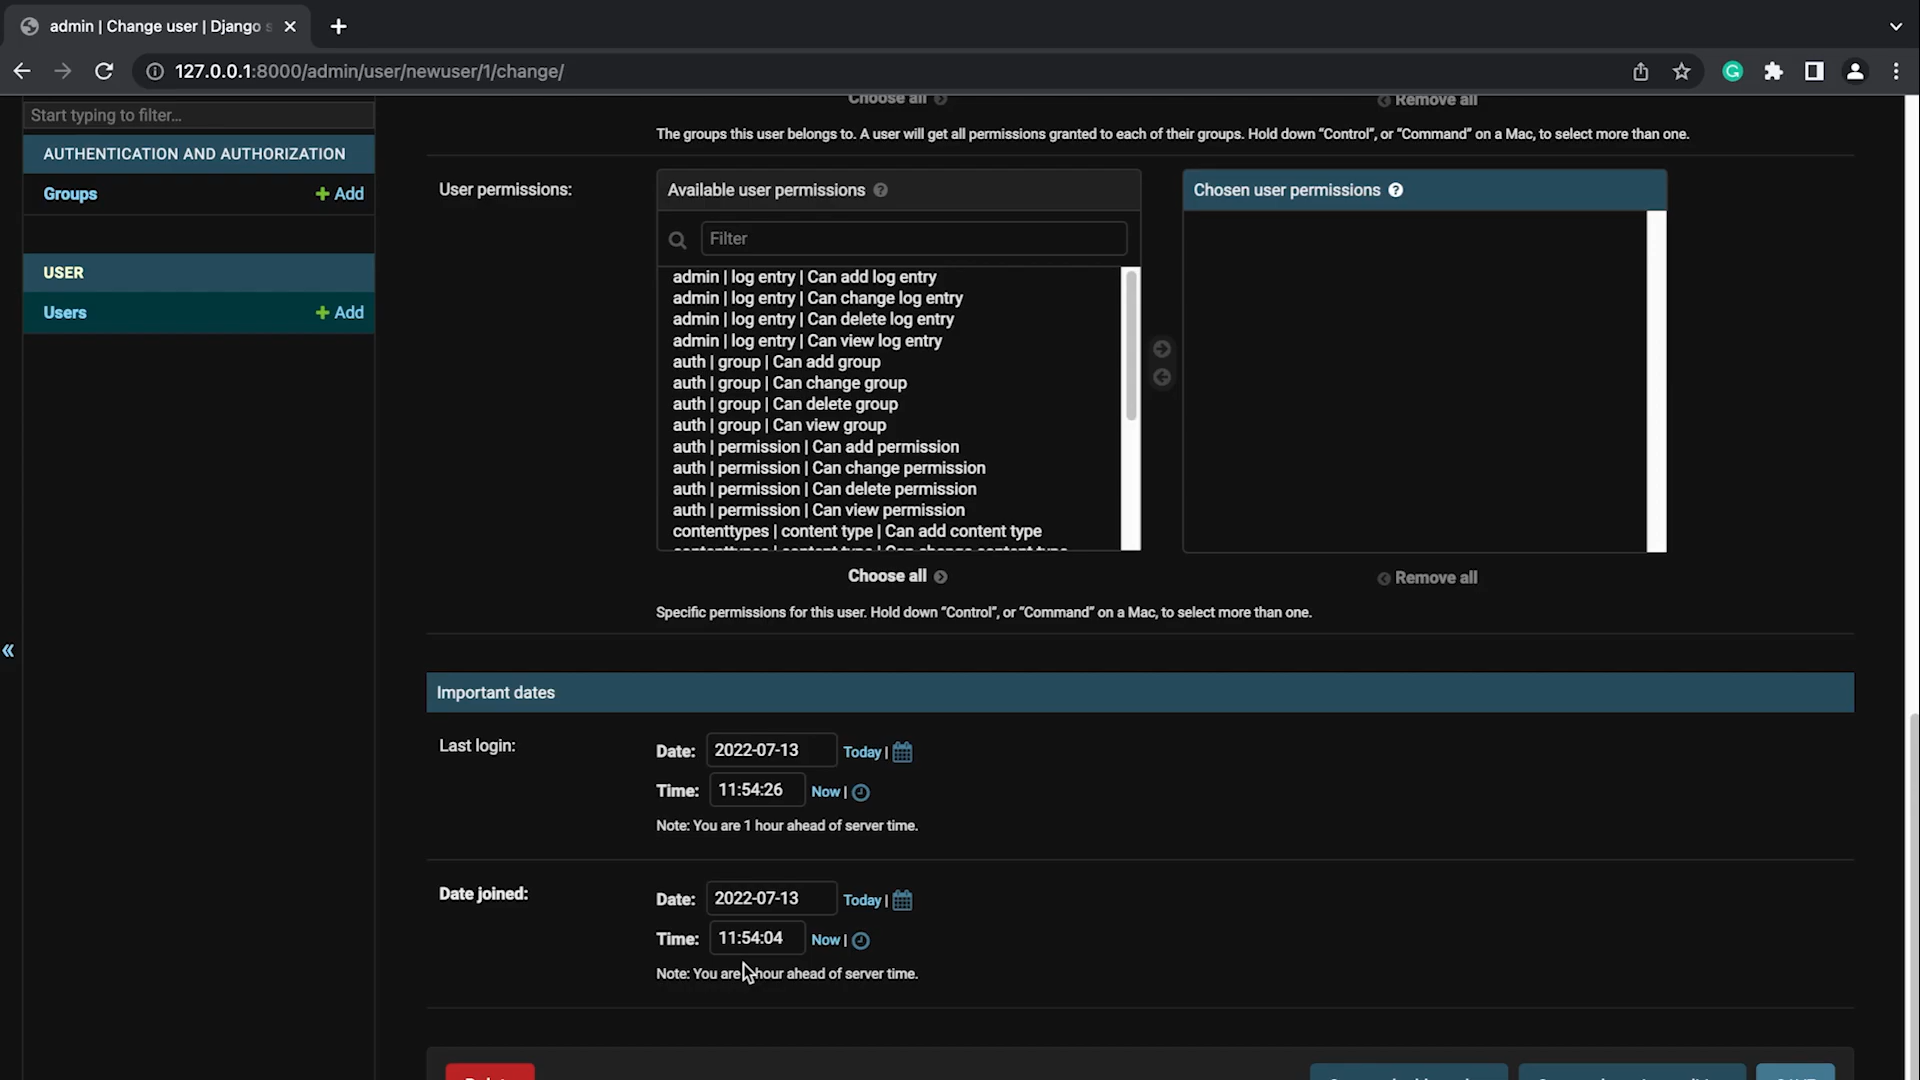 admin | Change user | Django s
127.0.0.1:8000/admin/user/newuser/1/change/
Start typing to filter...
AUTHENTICATION AND AUTHORIZATION
Groups + Add
USER
Users + Add
«
Choose all
Remove all
The groups this user belongs to. A user will get all permissions granted to each of their groups. Hold down “Control”, or “Command” on a Mac, to select more than one.
User permissions:
Available user permissions ?
Filter
admin | log entry | Can add log entry
admin | log entry | Can change log entry
admin | log entry | Can delete log entry
admin | log entry | Can view log entry
auth | group | Can add group
auth | group | Can change group
auth | group | Can delete group
auth | group | Can view group
auth | permission | Can add permission
auth | permission | Can change permission
auth | permission | Can delete permission
auth | permission | Can view permission
contenttypes | content type | Can add content type
contenttypes | content type | Can change content type
Choose all
Chosen user permissions ?
Remove all
Specific permissions for this user. Hold down “Control”, or “Command” on a Mac, to select more than one.
Important dates
Last login:
Date: 2022-07-13 Today |
Time: 11:54:26 Now |
Note: You are 1 hour ahead of server time.
Date joined:
Date: 2022-07-13 Today |
Time: 11:54:04 Now |
Note: You are hour ahead of server time.